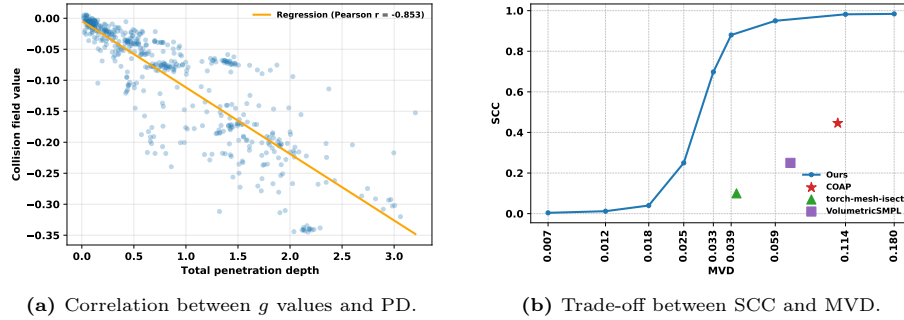 Regression (Pearson r = -0.853)
0.00
−0.05
−0.10
−0.15
−0.20
−0.25
−0.30
−0.35
Collision field value
0.0 0.5 1.0 1.5 2.0 2.5 3.0
Total penetration depth
(a) Correlation between g values and PD.
1.0
0.8
0.6
0.4
0.2
0.0
SCC
Ours
COAP
torch-mesh-isect
VolumetricSMPL
0.007 0.012 0.018 0.025 0.033 0.039 0.059 0.114 0.180
MVD
(b) Trade-off between SCC and MVD.